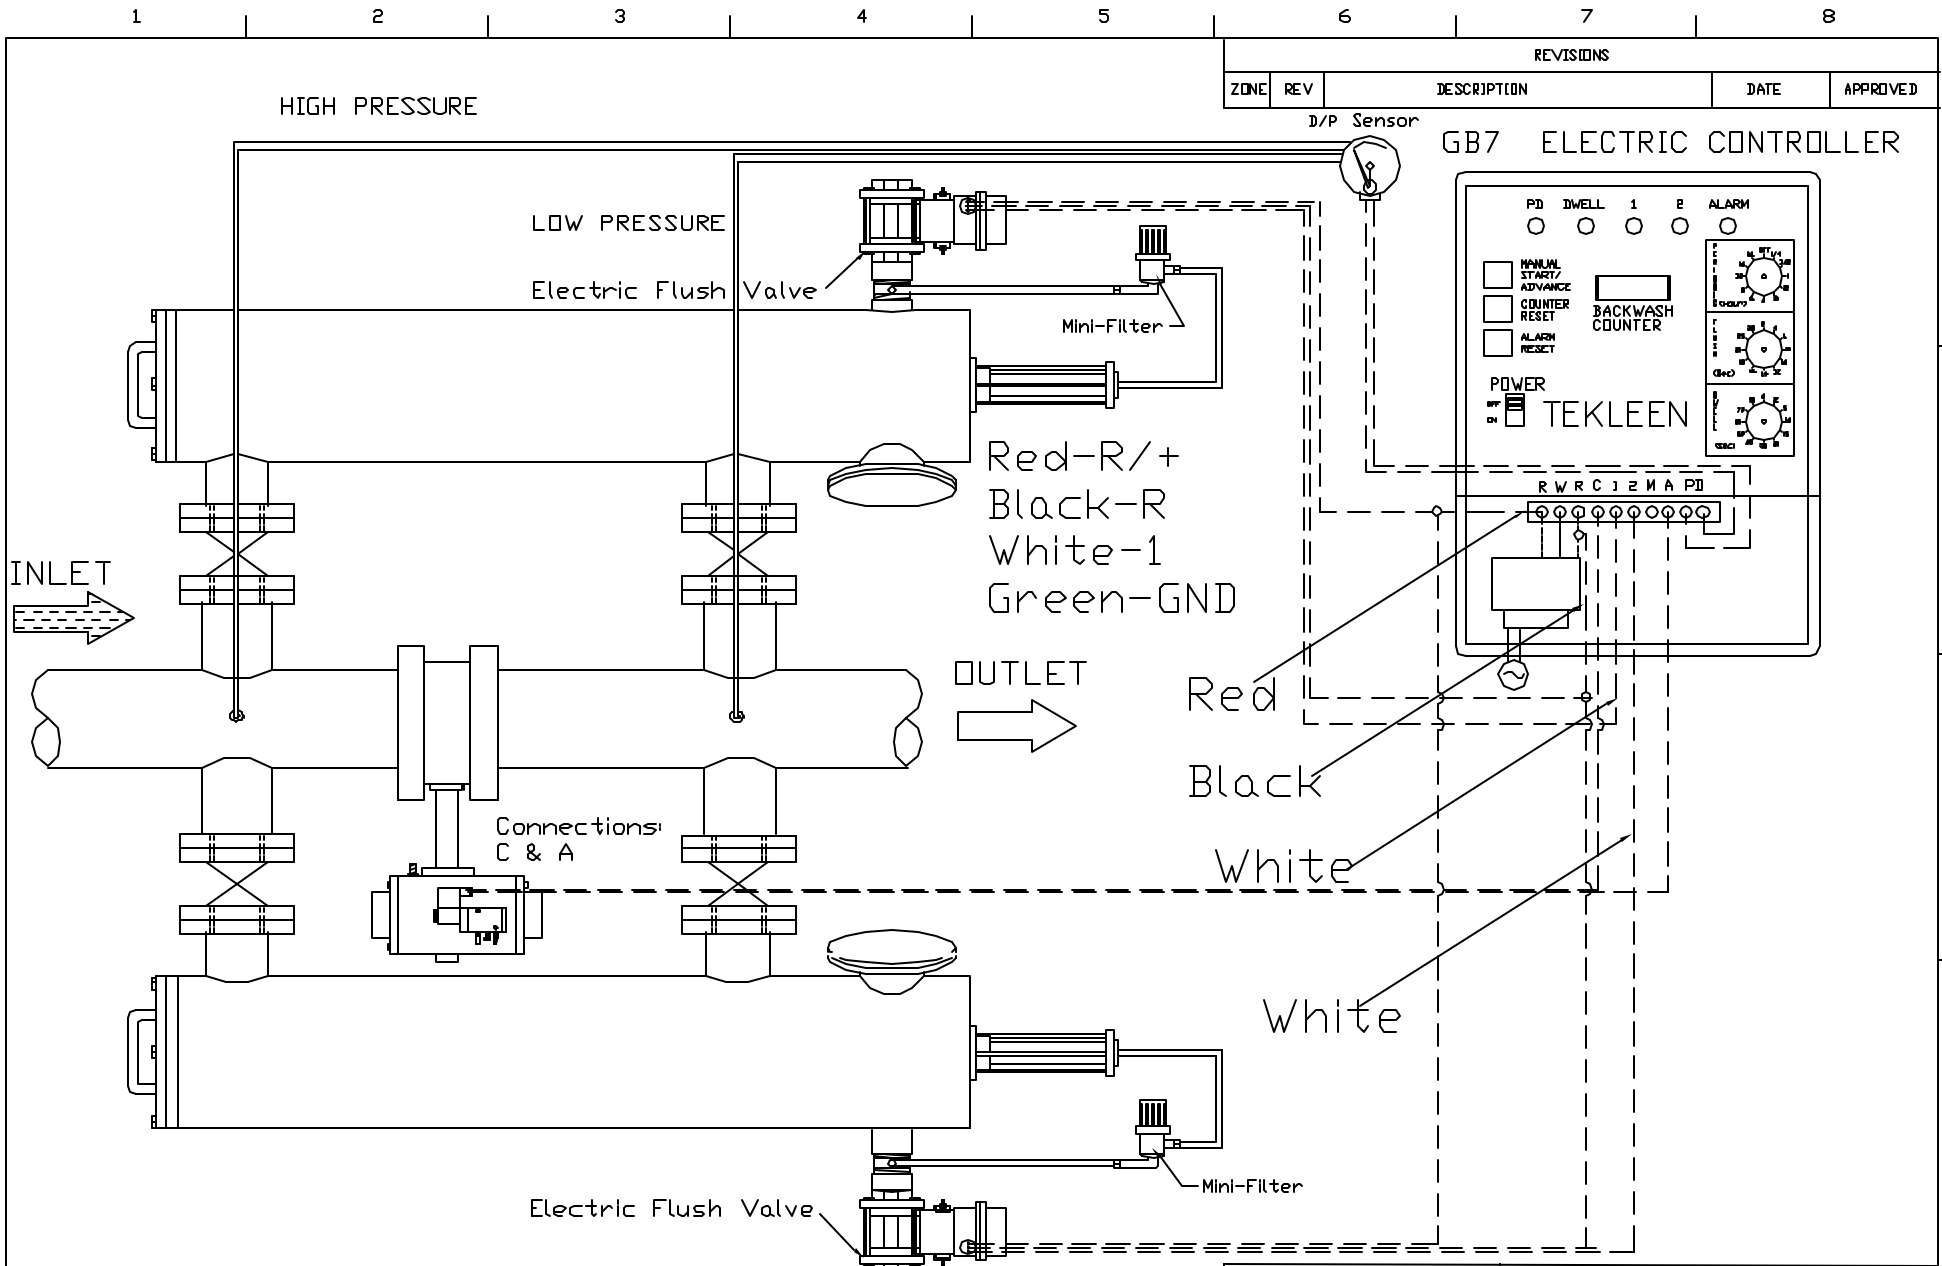 1 2 3 4 5 6 7 8
REVISIONS
ZONE REV DESCRIPTION DATE APPROVED
HIGH PRESSURE
D/P Sensor
GB7 ELECTRIC CONTROLLER
LOW PRESSURE
Electric Flush Valve
Mini-Filter
PD DWELL 1 2 ALARM
MANUAL
START/
ADVANCE
COUNTER
RESET
ALARM
RESET
BACKWASH
COUNTER
POWER
OFF
ON
TEKLEEN
R W R C 1 2 M A PD
Red-R/+
Black-R
White-1
Green-GND
INLET
OUTLET
Red
Black
White
White
Connections:
C & A
Mini-Filter
Electric Flush Valve